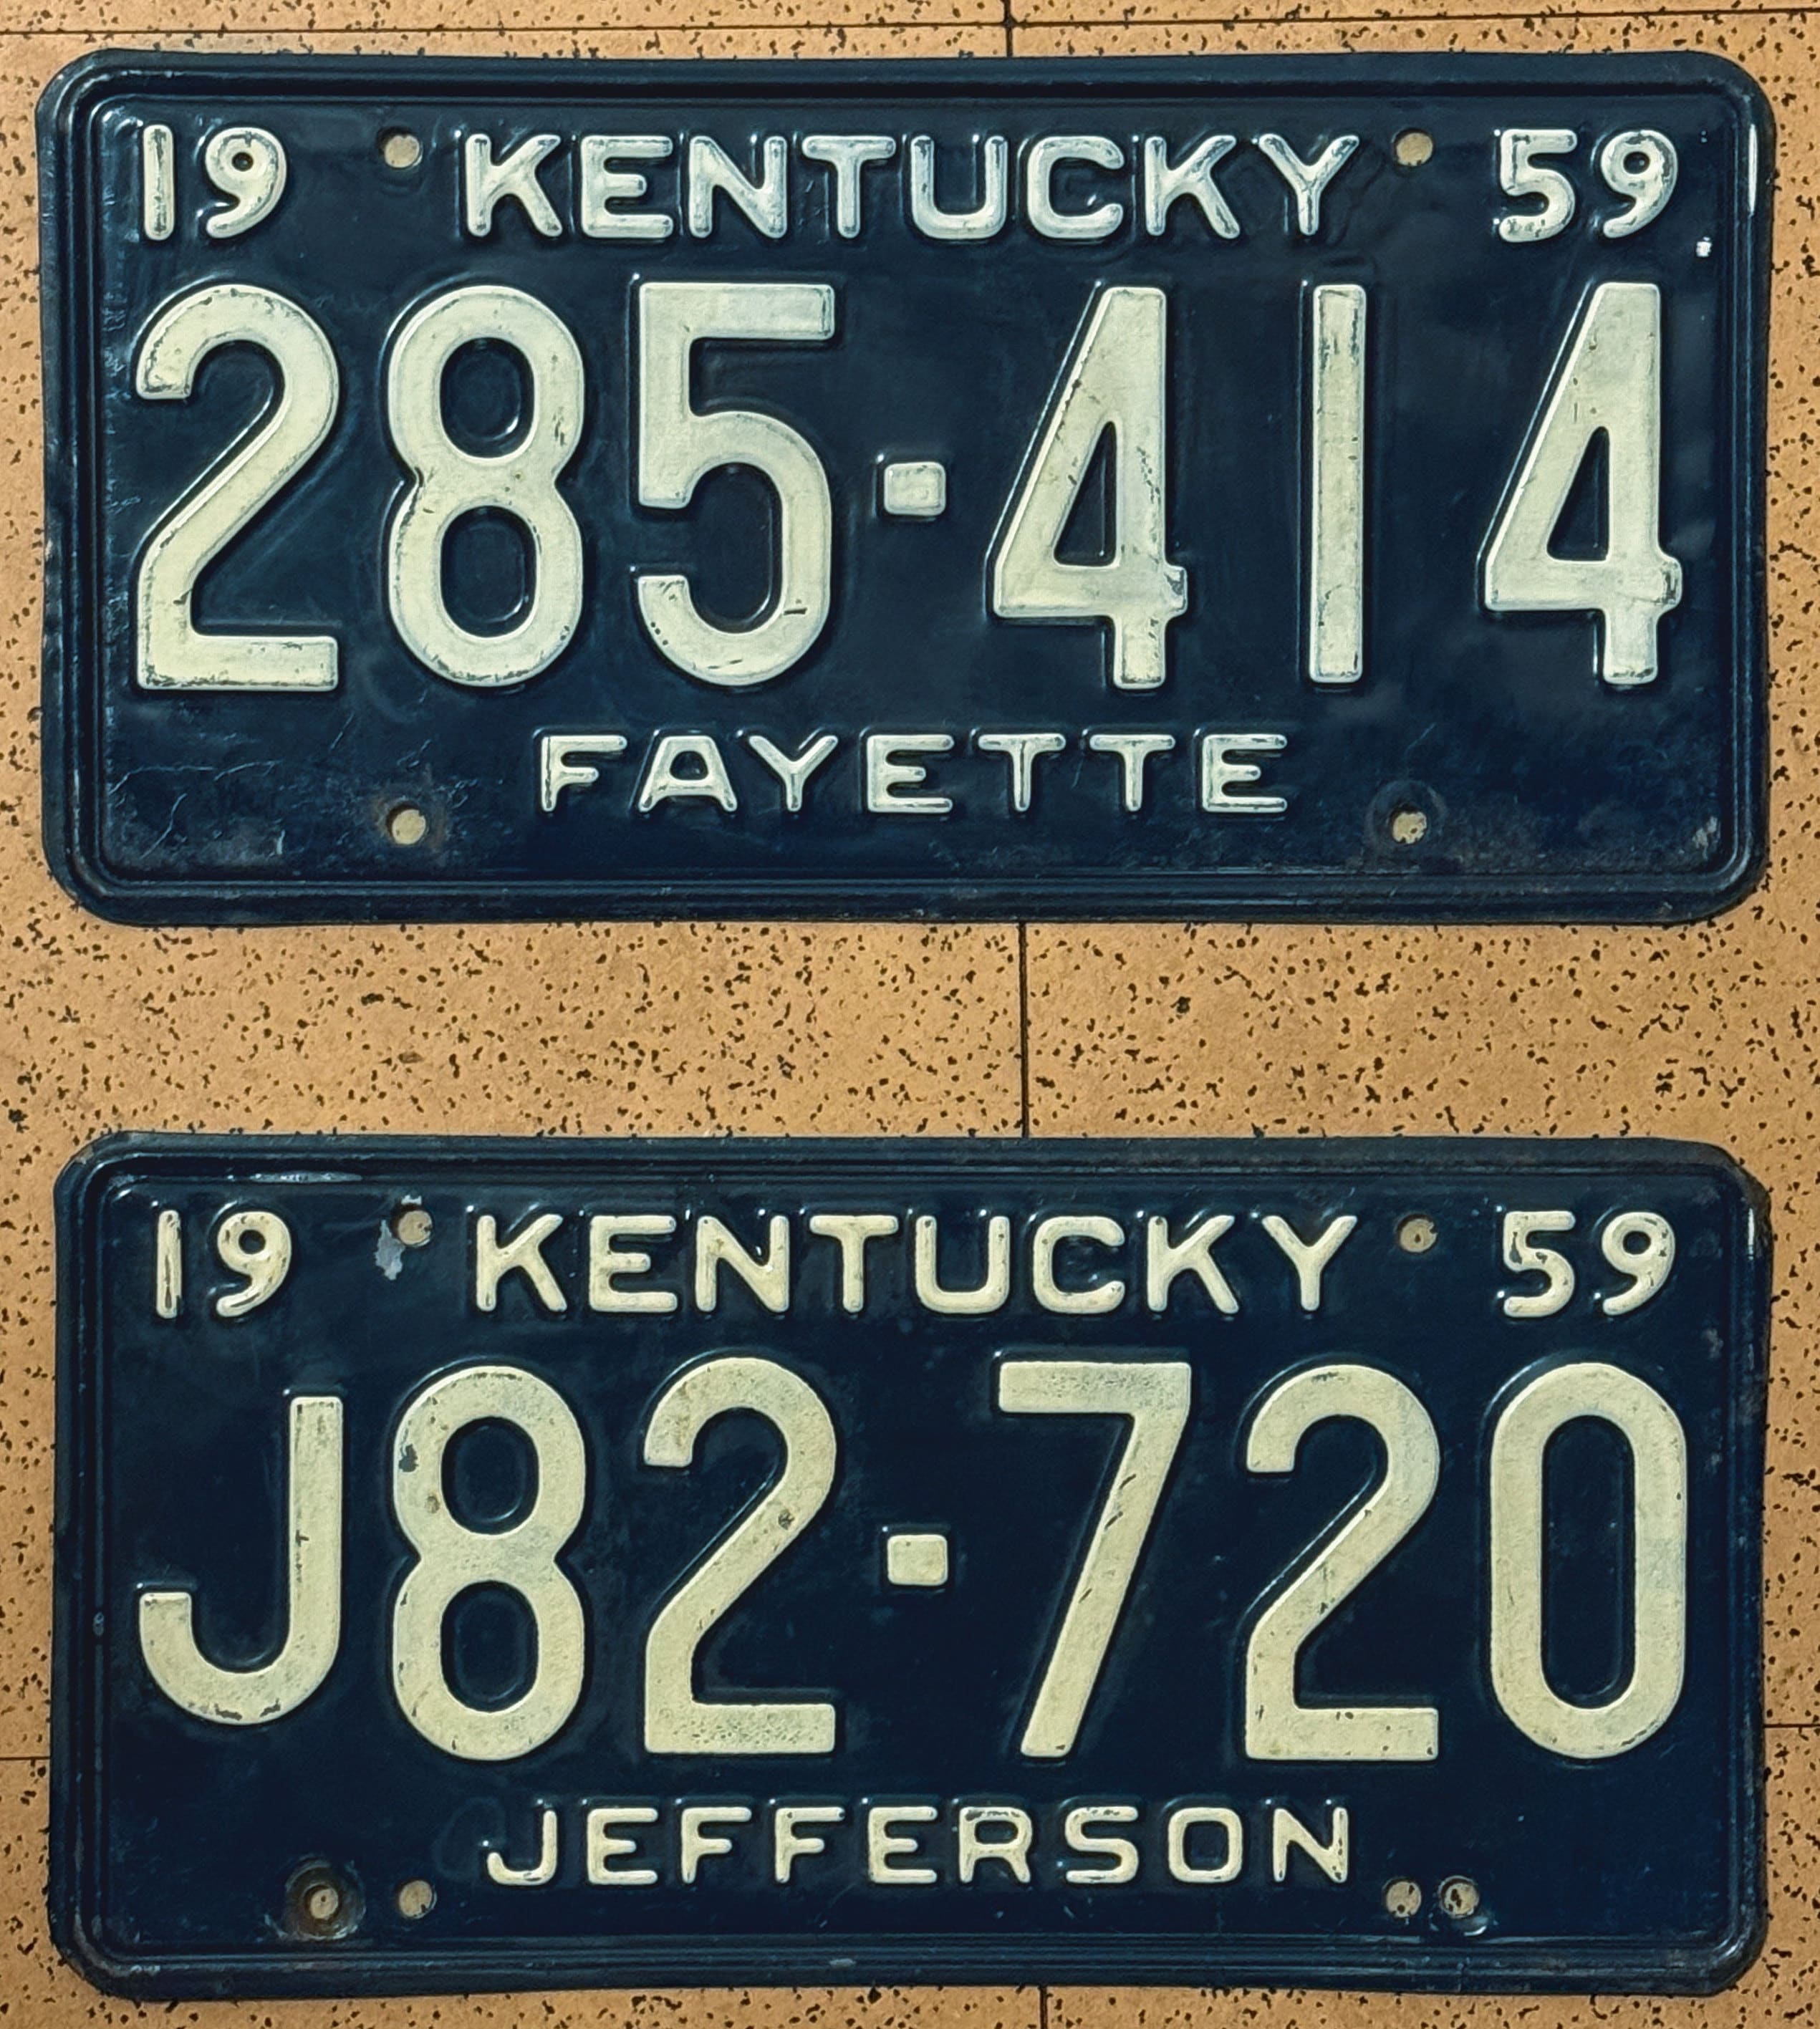 19 KENTUCKY 59
285-414
FAYETTE
19 KENTUCKY 59
J82-720
JEFFERSON